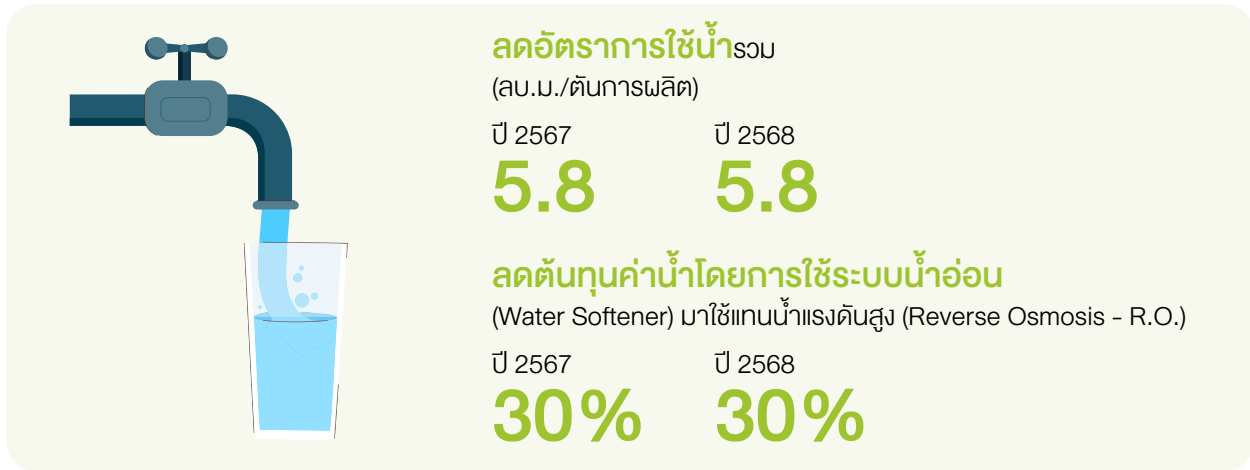 ลดอัตราการใช้น้ำรวม
(ลบ.ม./ตันการผลิต)
ปี 2567 ปี 2568
5.8 5.8
ลดต้นทุนค่าน้ำโดยการใช้ระบบน้ำอ่อน
(Water Softener) มาใช้แทนน้ำแรงดันสูง (Reverse Osmosis - R.O.)
ปี 2567 ปี 2568
30% 30%